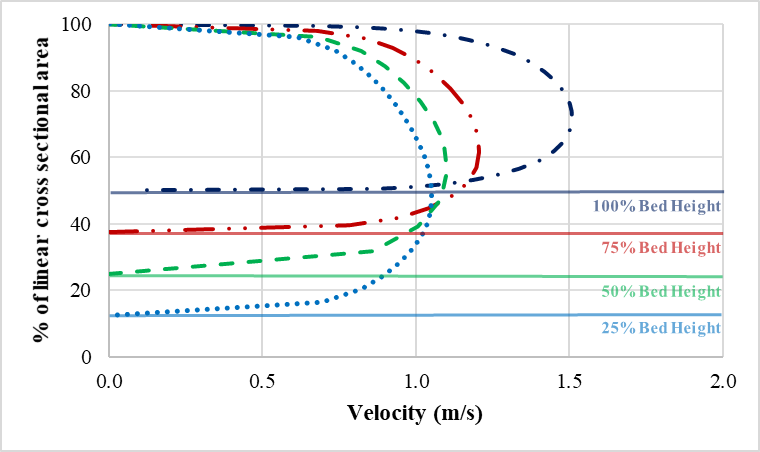 % of linear cross sectional area
100
80
60
40
20
0
100% Bed Height
75% Bed Height
50% Bed Height
25% Bed Height
0.0 0.5 1.0 1.5 2.0
Velocity (m/s)